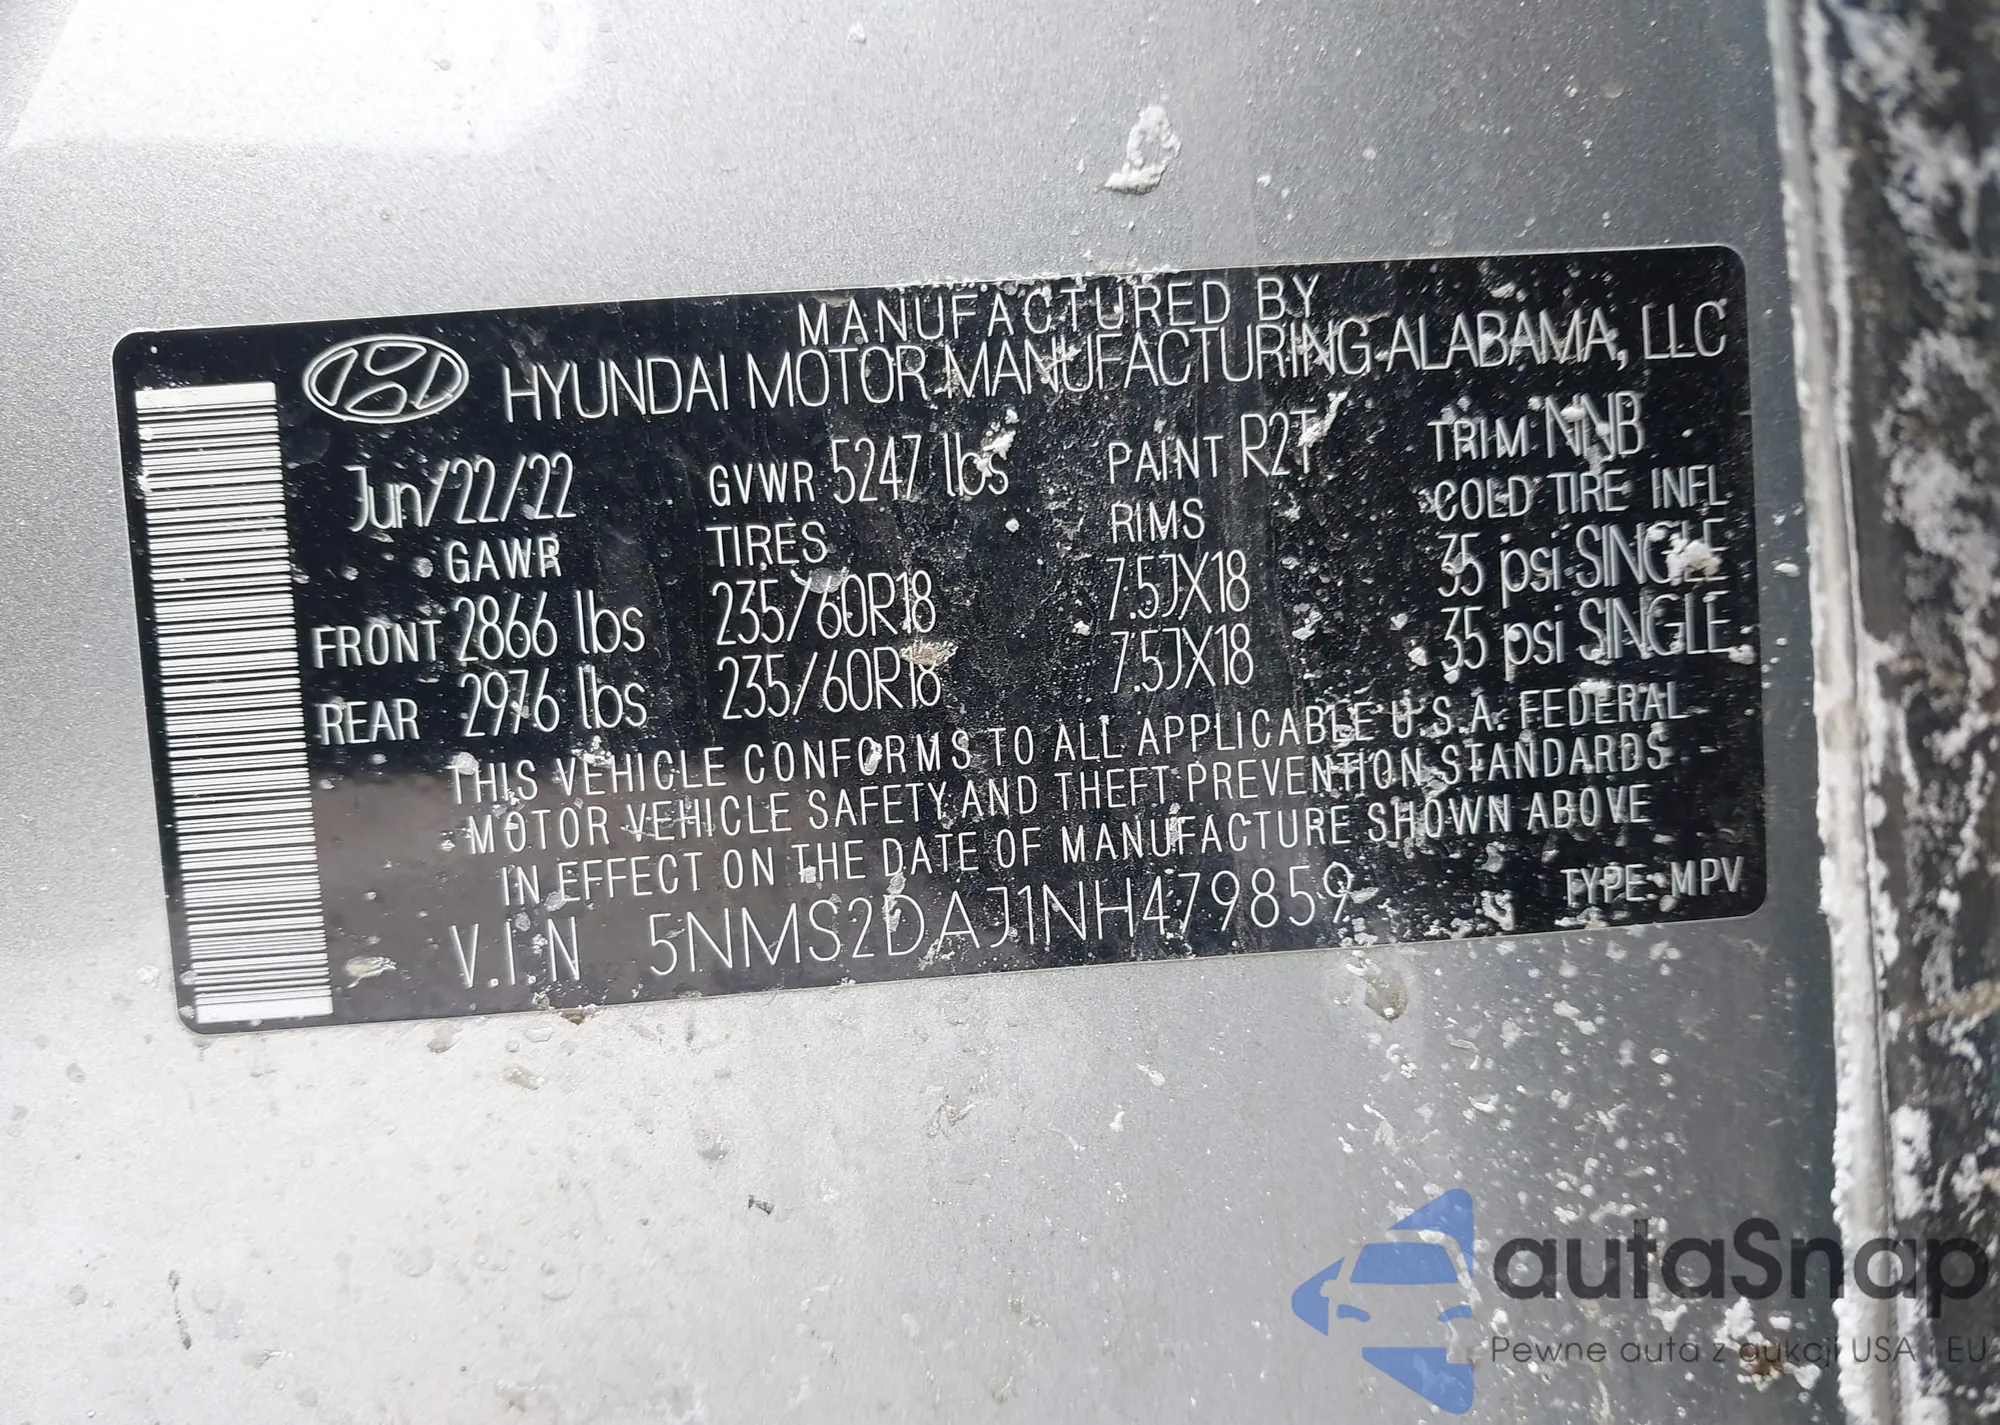 MANUFACTURED BY
HYUNDAI MOTOR MANUFACTURING ALABAMA, LLC
Jun/22/22 GVWR 5247 lbs PAINT R2T TRIM NNB
GAWR TIRES RIMS COLD TIRE INFL
FRONT 2866 lbs 235/60R18 7.5JX18 35 psi SINGLE
REAR 2976 lbs 235/60R18 7.5JX18 35 psi SINGLE
THIS VEHICLE CONFORMS TO ALL APPLICABLE U.S.A. FEDERAL
MOTOR VEHICLE SAFETY AND THEFT PREVENTION STANDARDS
IN EFFECT ON THE DATE OF MANUFACTURE SHOWN ABOVE
V.I.N 5NMS2DAJ1NH479859 TYPE MPV
autaSnap
Pewne auta z aukcji USA i EU